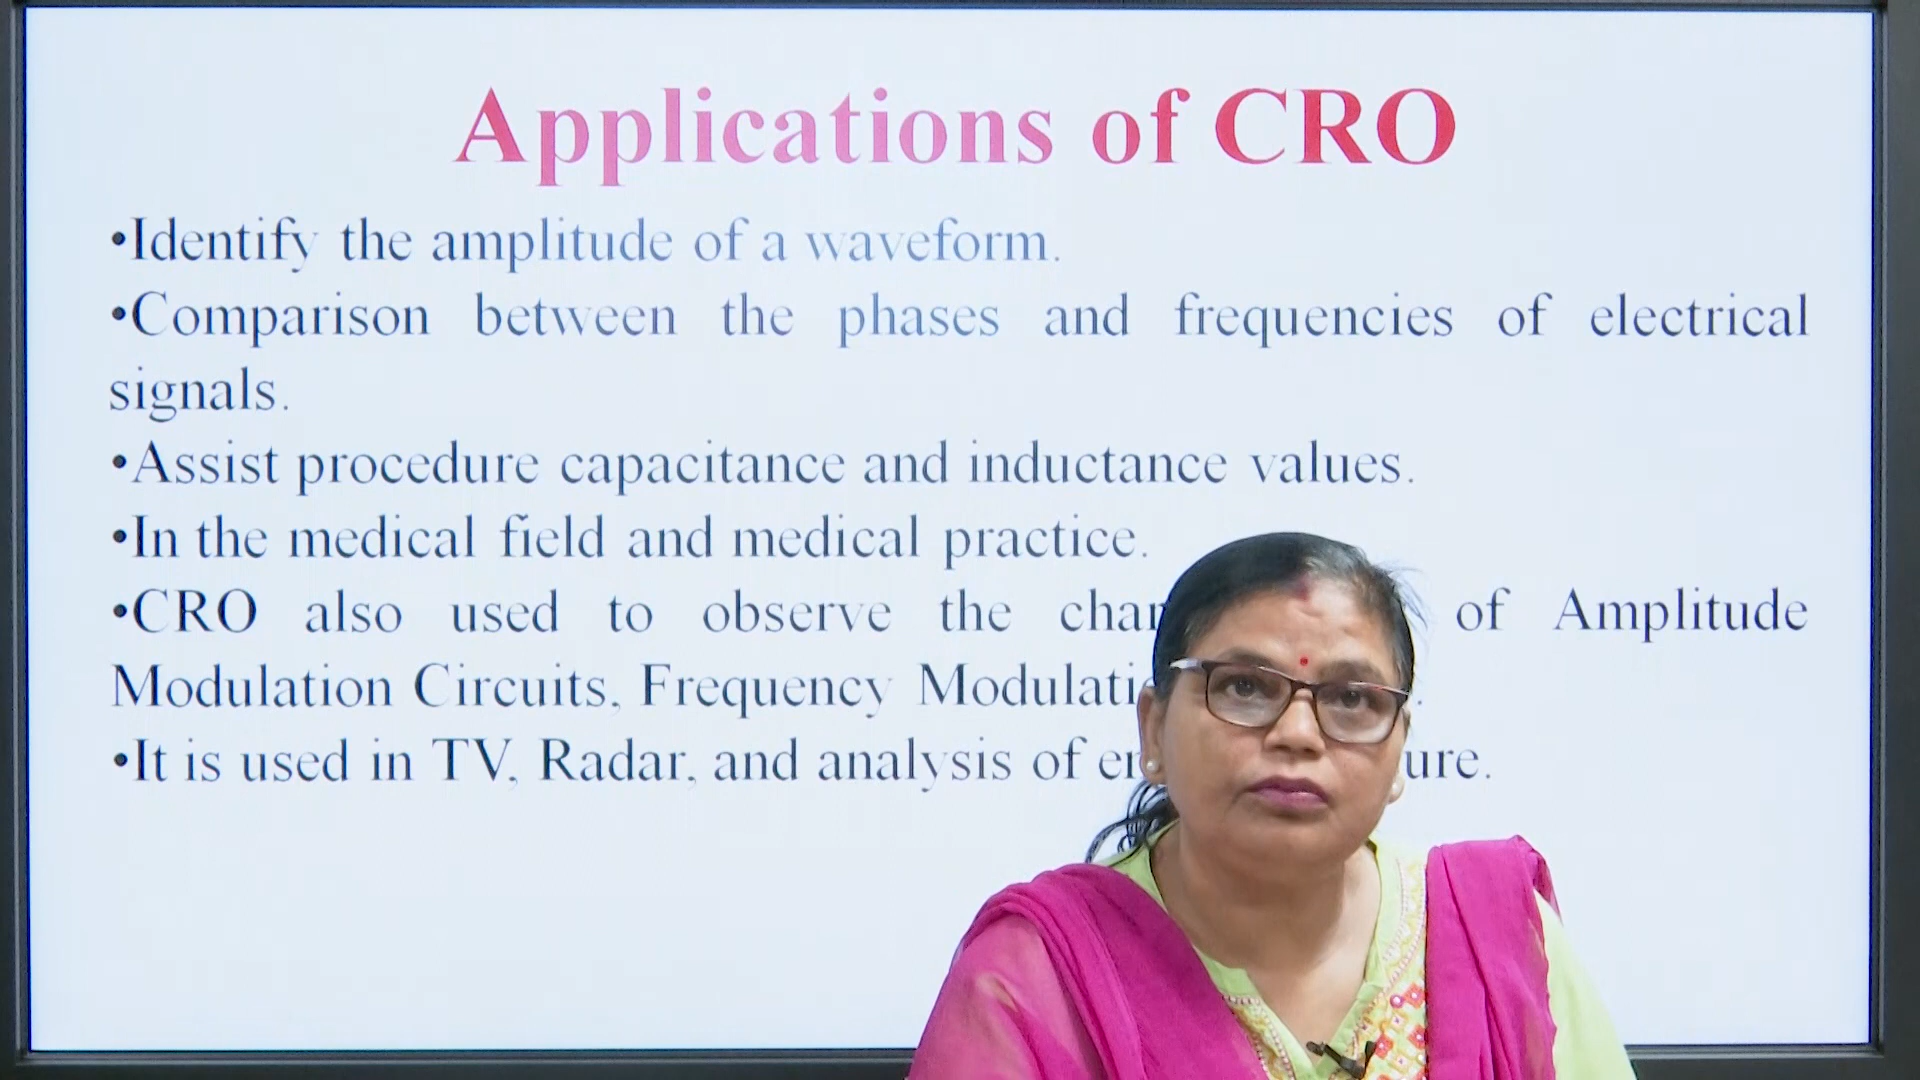 Applications of CRO
•Identify the amplitude of a waveform.
•Comparison between the phases and frequencies of electrical
signals.
•Assist procedure capacitance and inductance values.
•In the medical field and medical practice.
•CRO also used to observe the of Amplitude
Modulation Circuits, Frequency
•It is used in TV, Radar, and analysis of